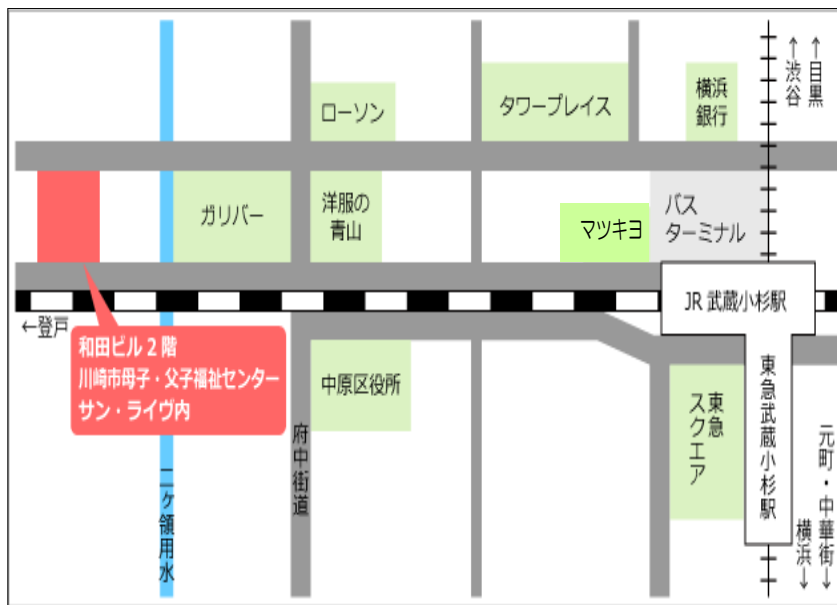 ↑渋谷
↑目黒
ローソン
タワープレイス
横浜
銀行
ガリバー
洋服の
青山
マツキヨ
バス
ターミナル
JR 武蔵小杉駅
←登戸
和田ビル 2 階
川崎市母子・父子福祉センター
サン・ライヴ内
中原区役所
東急
スクエア
東急武蔵小杉駅
府中街道
二ヶ領用水
元町・中華街→
横浜→